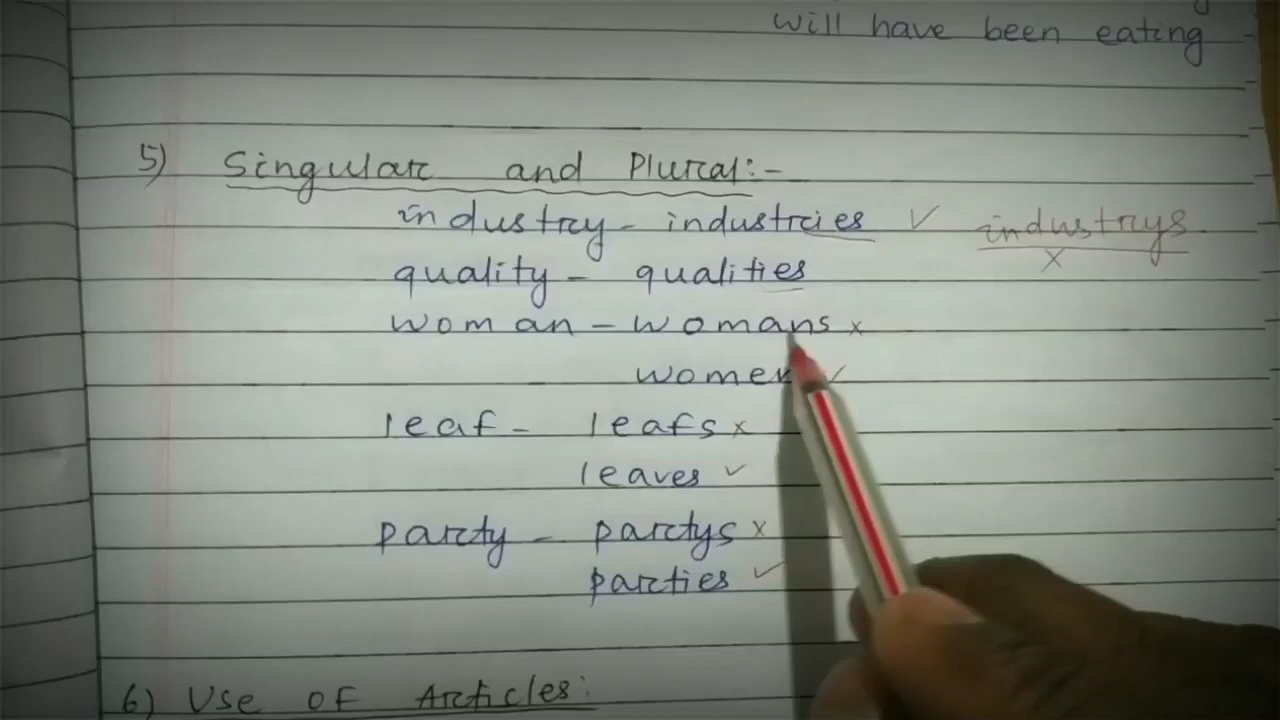 will have been eating
5) Singular and Plural:-
industry - industries ✓ industrys
x
quality - qualities
woman - womans x
women ✓
leaf - leafs x
leaves ✓
party - partys x
parties ✓
6) Use of Articles: